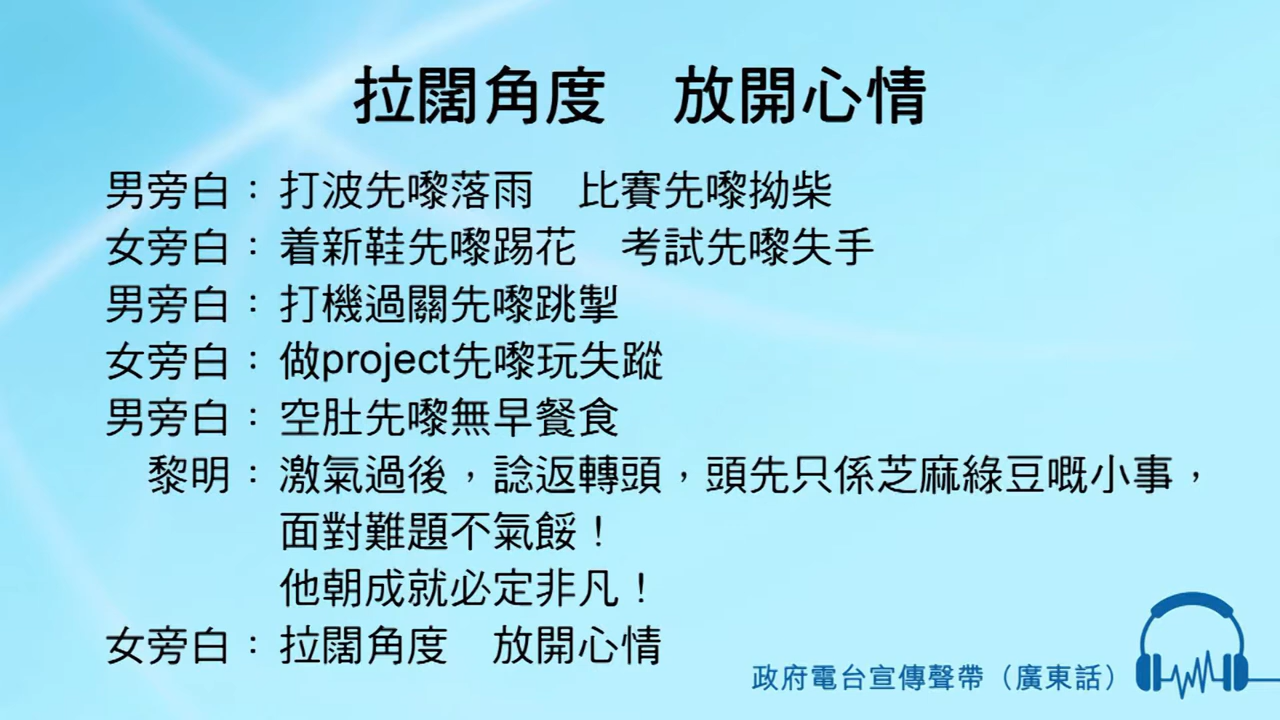 拉闊角度　放開心情
男旁白：打波先嚟落雨　比賽先嚟拗柴
女旁白：着新鞋先嚟踢花　考試先嚟失手
男旁白：打機過關先嚟跳掣
女旁白：做project先嚟玩失蹤
男旁白：空肚先嚟無早餐食
黎明：激氣過後，諗返轉頭，頭先只係芝麻綠豆嘅小事，
面對難題不氣餒！
他朝成就必定非凡！
女旁白：拉闊角度　放開心情
政府電台宣傳聲帶（廣東話）